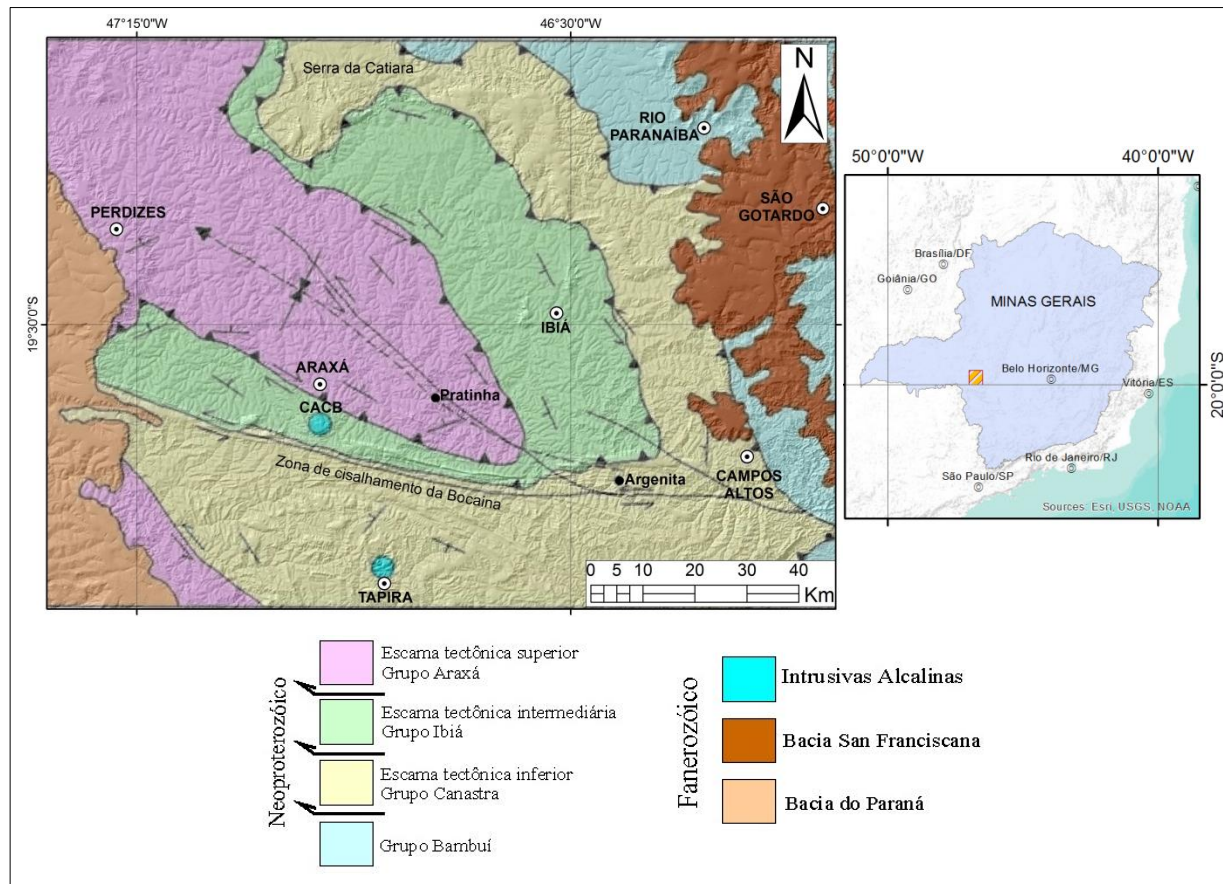 47°15'0"W
46°30'0"W
Serra da Catiara
N
RIO
PARANAÍBA
50°0'0"W
40°0'0"W
SÃO
GOTARDO
PERDIZES
Brasília/DF
Goiânia/GO
MINAS GERAIS
19°30'0"S
IBIÁ
ARAXÁ
CACB
Pratinha
Belo Horizonte/MG
Vitória/ES
20°0'0"S
Zona de cisalhamento da Bocaina
Argenita
CAMPOS
ALTOS
Rio de Janeiro/RJ
São Paulo/SP
Sources: Esri, USGS, NOAA
TAPIRA
0 5 10 20 30 40
Km
Neoproterozóico
Escama tectônica superior
Grupo Araxá
Escama tectônica intermediária
Grupo Ibiá
Escama tectônica inferior
Grupo Canastra
Grupo Bambuí
Fanerozóico
Intrusivas Alcalinas
Bacia San Franciscana
Bacia do Paraná